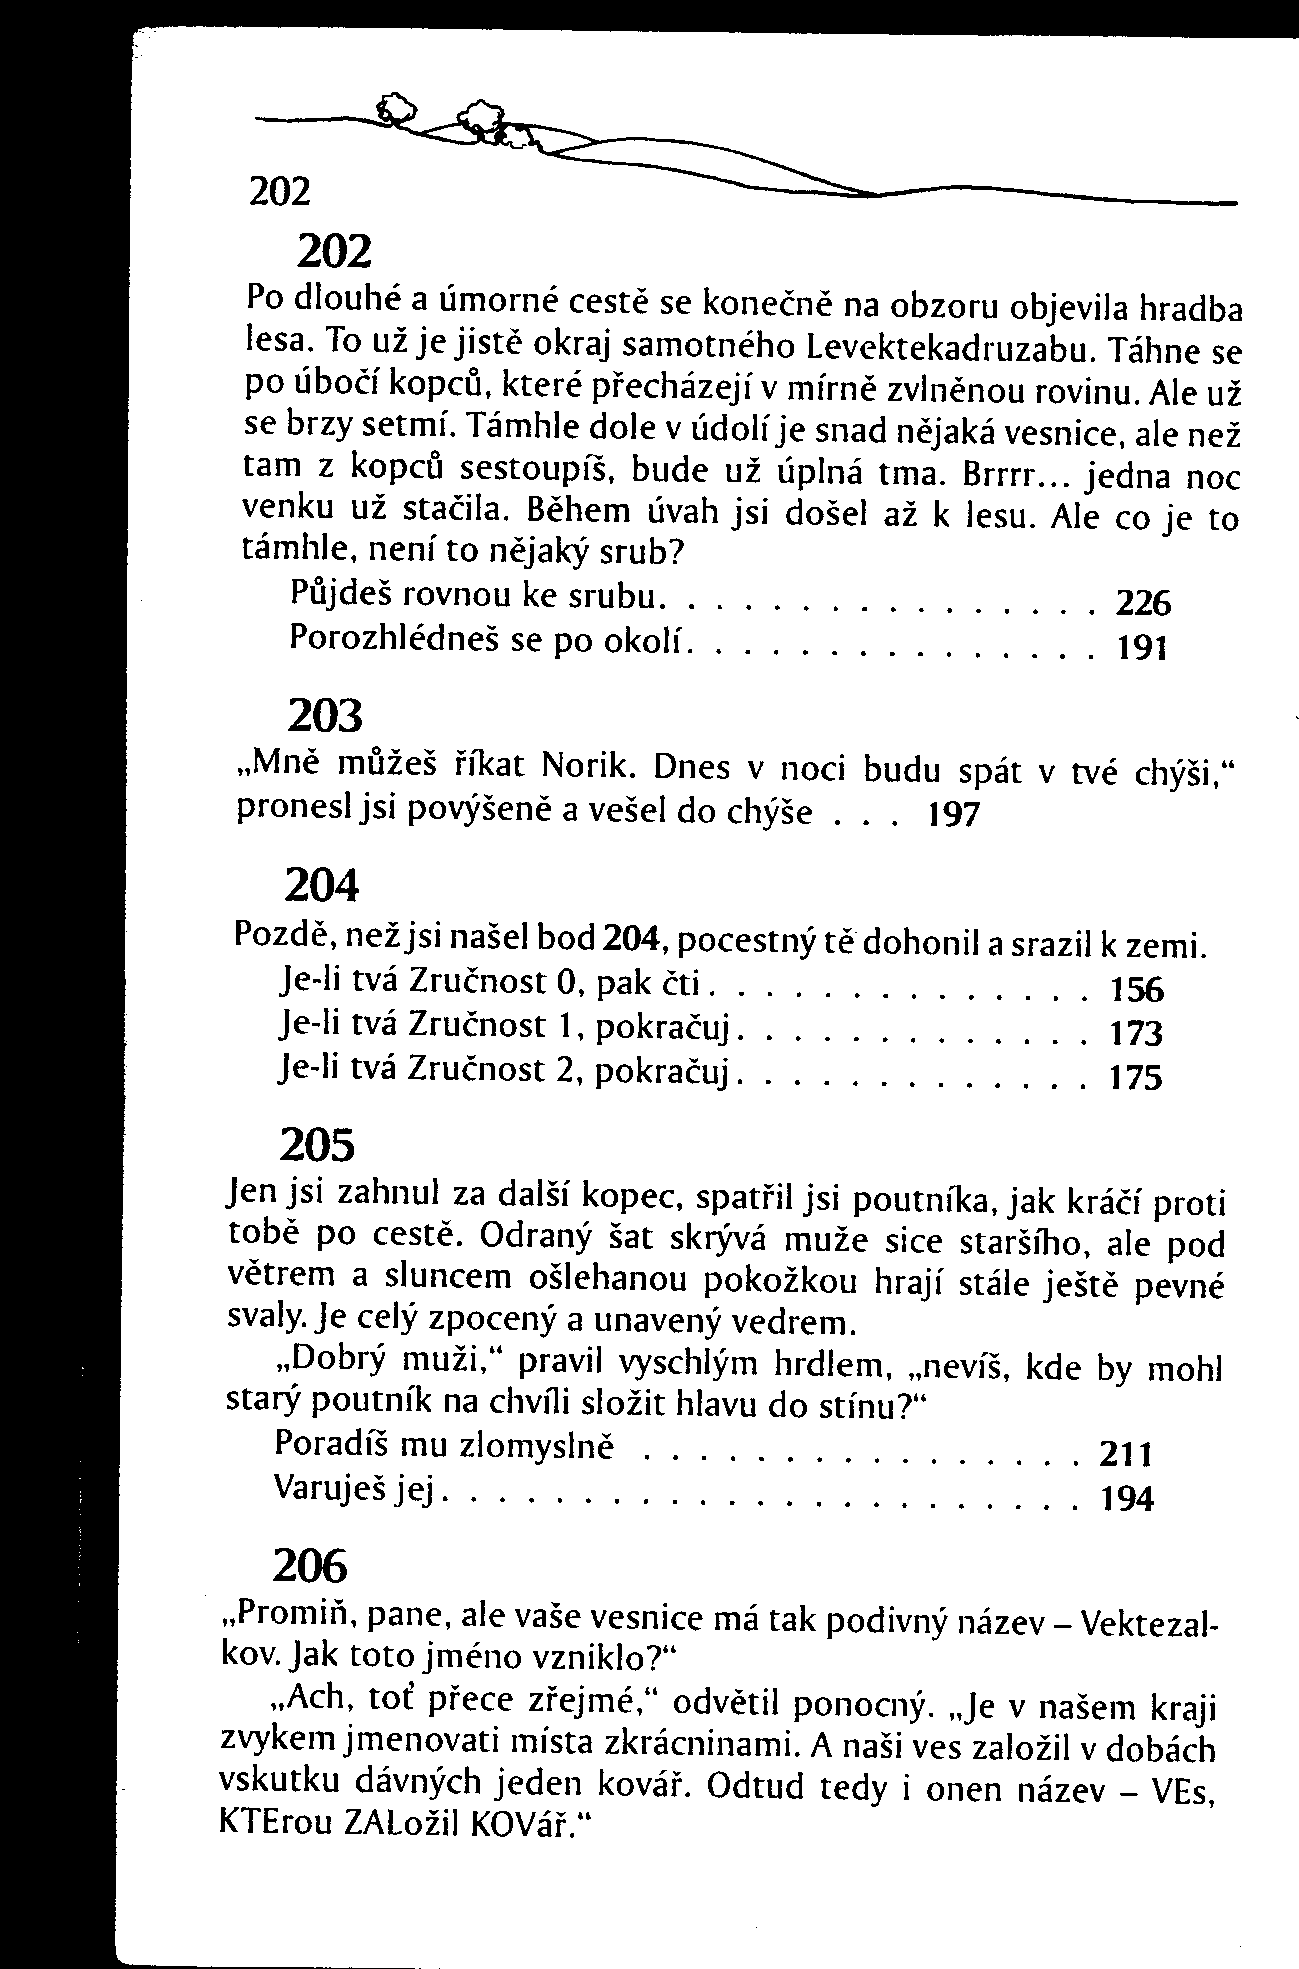 202
202
Po dlouhé a úmorné cestě se konečně na obzoru objevila hradba
lesa. To už je jistě okraj samotného Levektekadruzabu. Táhne se
po úbočí kopců, které přecházejí v mírně zvlněnou rovinu. Ale už
se brzy setmí. Támhle dole v údolí je snad nějaká vesnice, ale než
tam z kopců sestoupíš, bude už úplná tma. Brrrr... jedna noc
venku už stačila. Během úvah jsi došel až k lesu. Ale co je to
támhle, není to nějaký srub?
Půjdeš rovnou ke srubu. . . . . . . . . . . . . . . . 226
Porozhlédneš se po okolí. . . . . . . . . . . . . . . 191
203
„Mně můžeš říkat Norik. Dnes v noci budu spát v tvé chýši,“
pronesl jsi povýšeně a vešel do chýše . . . 197
204
Pozdě, než jsi našel bod 204, pocestný tě dohonil a srazil k zemi.
Je-li tvá Zručnost 0, pak čti . . . . . . . . . . . . . . 156
Je-li tvá Zručnost 1, pokračuj . . . . . . . . . . . . . 173
Je-li tvá Zručnost 2, pokračuj . . . . . . . . . . . . . 175
205
Jen jsi zahnul za další kopec, spatřil jsi poutníka, jak kráčí proti
tobě po cestě. Odraný šat skrývá muže sice staršího, ale pod
větrem a sluncem ošlehanou pokožkou hrají stále ještě pevné
svaly. Je celý zpocený a unavený vedrem.
„Dobrý muži,“ pravil vyschlým hrdlem, „nevíš, kde by mohl
starý poutník na chvíli složit hlavu do stínu?“
Poradíš mu zlomyslně . . . . . . . . . . . . . . . . 211
Varuješ jej . . . . . . . . . . . . . . . . . . . . . . . 194
206
„Promiň, pane, ale vaše vesnice má tak podivný název – Vektezal-
kov. Jak toto jméno vzniklo?“
„Ach, toť přece zřejmé,“ odvětil ponocný. „Je v našem kraji
zvykem jmenovati místa zkrácninami. A naši ves založil v dobách
vskutku dávných jeden kovář. Odtud tedy i onen název – VEs,
KTErou ZALožil KOVář.“